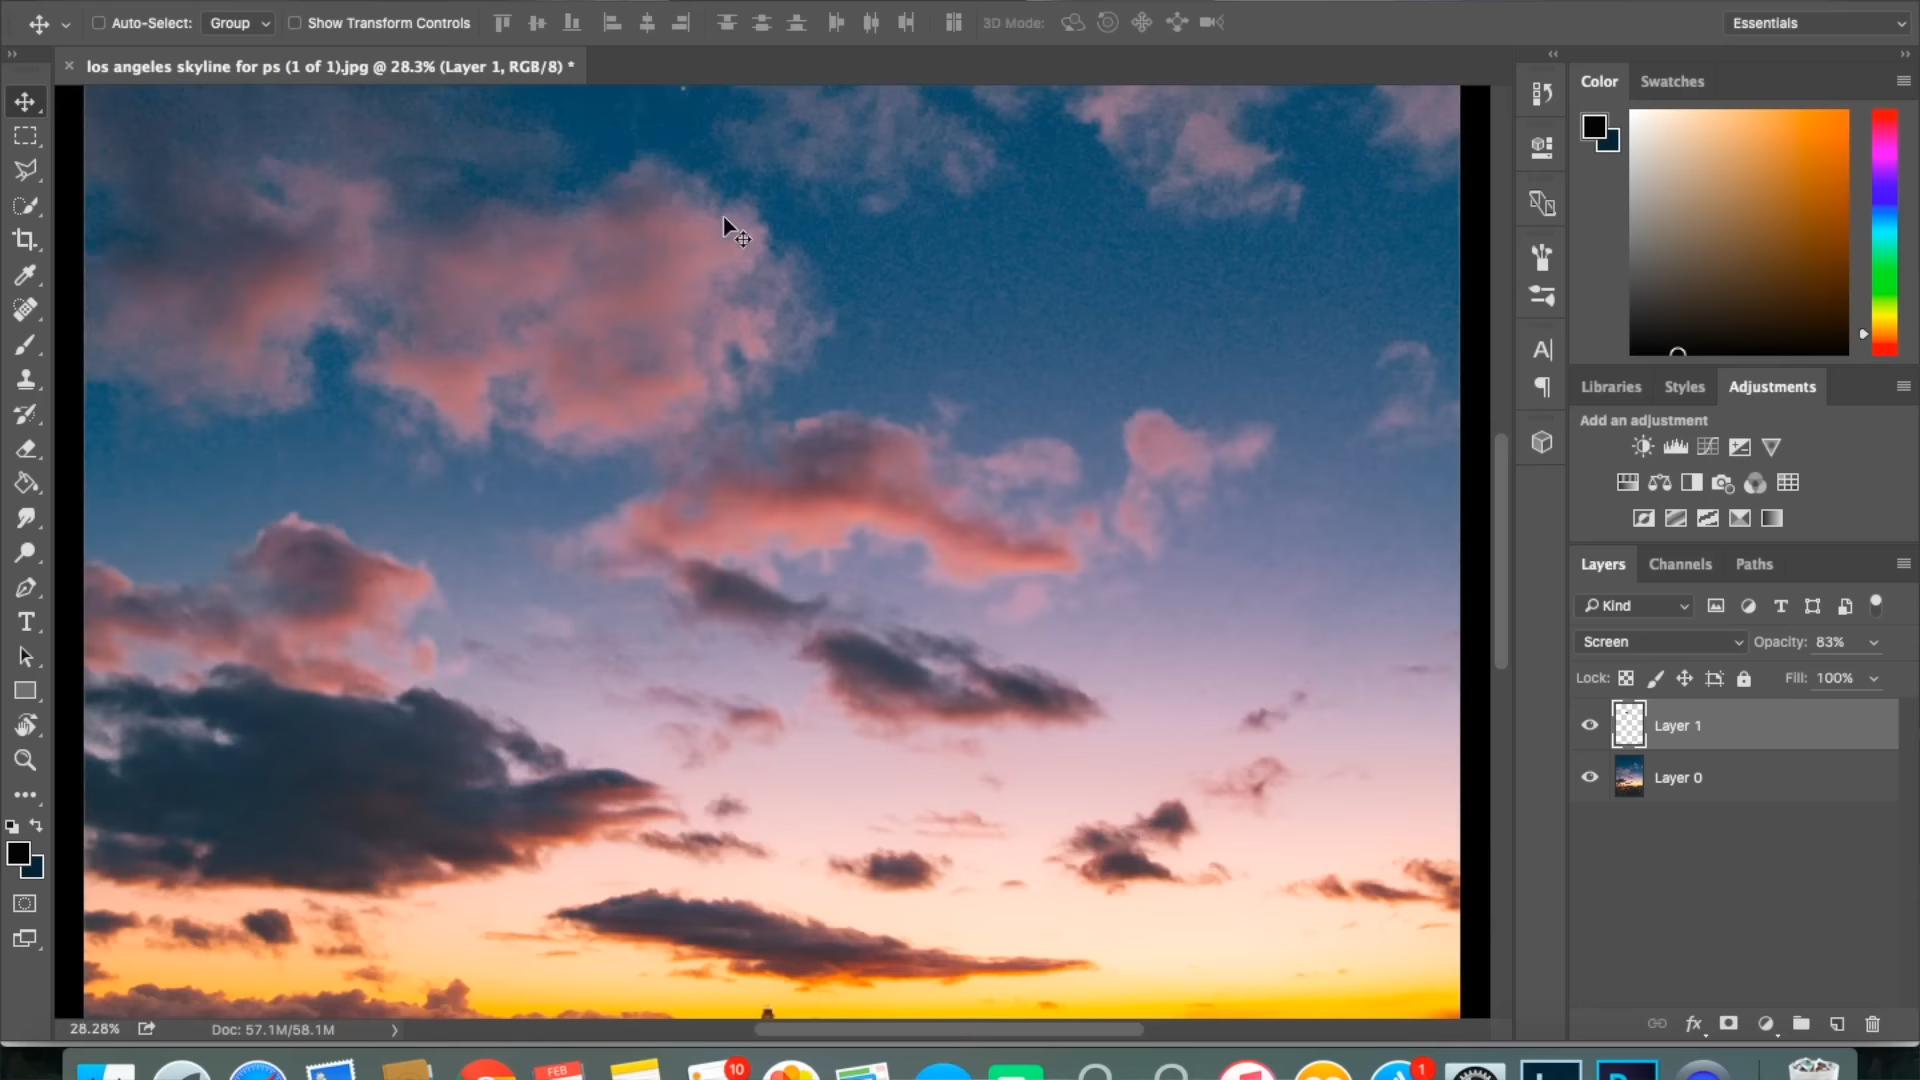 Auto-Select: Group Show Transform Controls 3D Mode: Essentials
los angeles skyline for ps (1 of 1).jpg @ 28.3% (Layer 1, RGB/8) *
Color Swatches
Libraries Styles Adjustments
Add an adjustment
Layers Channels Paths
Kind
Screen Opacity: 83%
Lock: Fill: 100%
Layer 1
Layer 0
fx
28.28% Doc: 57.1M/58.1M
FEB 10 1